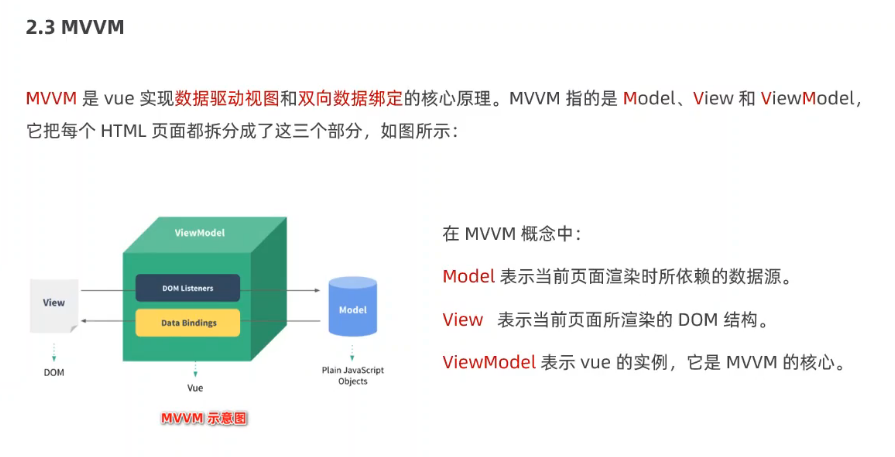 2.3 MVVM
MVVM 是 vue 实现数据驱动视图和双向数据绑定的核心原理。MVVM 指的是 Model、View 和 ViewModel，
它把每个 HTML 页面都拆分成了这三个部分，如图所示：
ViewModel
DOM Listeners
View
Data Bindings
Model
DOM
Vue
Plain JavaScript
Objects
MVVM 示意图
在 MVVM 概念中：
Model 表示当前页面渲染时所依赖的数据源。
View 表示当前页面所渲染的 DOM 结构。
ViewModel 表示 vue 的实例，它是 MVVM 的核心。